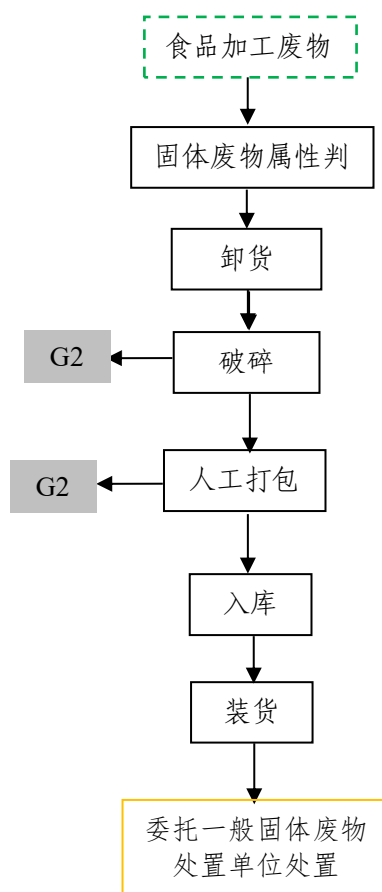 食品加工废物
固体废物属性判
卸货
G2
破碎
G2
人工打包
入库
装货
委托一般固体废物
处置单位处置